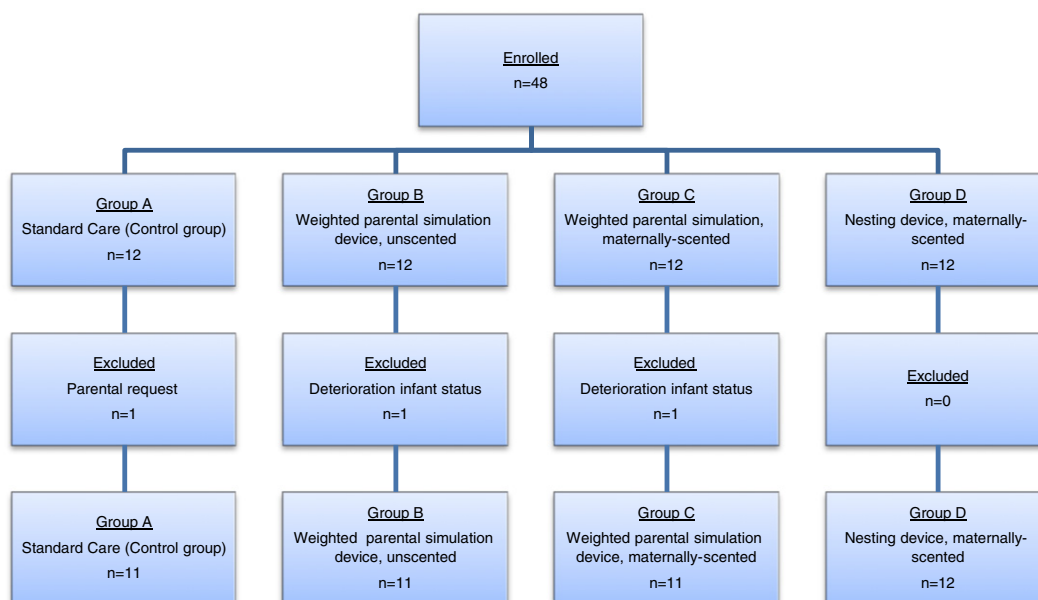 Enrolled
n=48
Group A
Standard Care (Control group)
n=12
Group B
Weighted parental simulation
device, unscented
n=12
Group C
Weighted parental simulation,
maternally-scented
n=12
Group D
Nesting device, maternally-
scented
n=12
Excluded
Parental request
n=1
Excluded
Deterioration infant status
n=1
Excluded
Deterioration infant status
n=1
Excluded
n=0
Group A
Standard Care (Control group)
n=11
Group B
Weighted parental simulation
device, unscented
n=11
Group C
Weighted parental simulation
device, maternally-scented
n=11
Group D
Nesting device, maternally-
scented
n=12